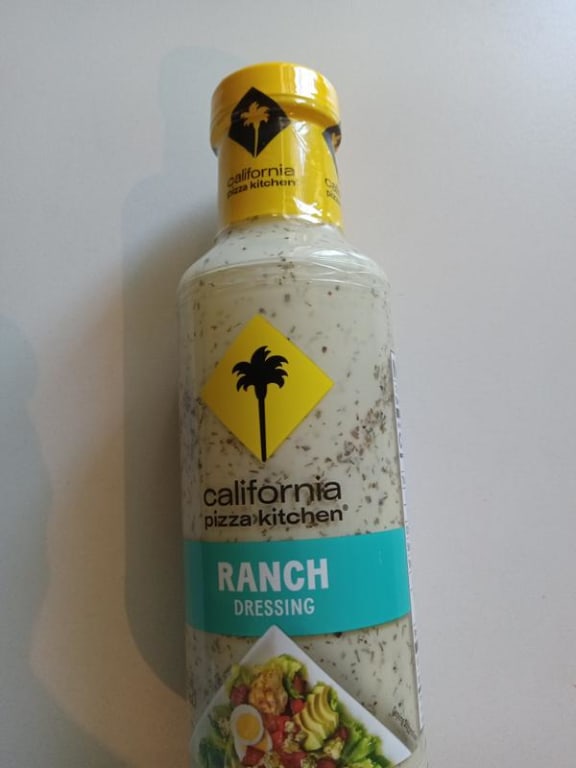 california
pizza kitchen
california
pizza kitchen®
RANCH
DRESSING